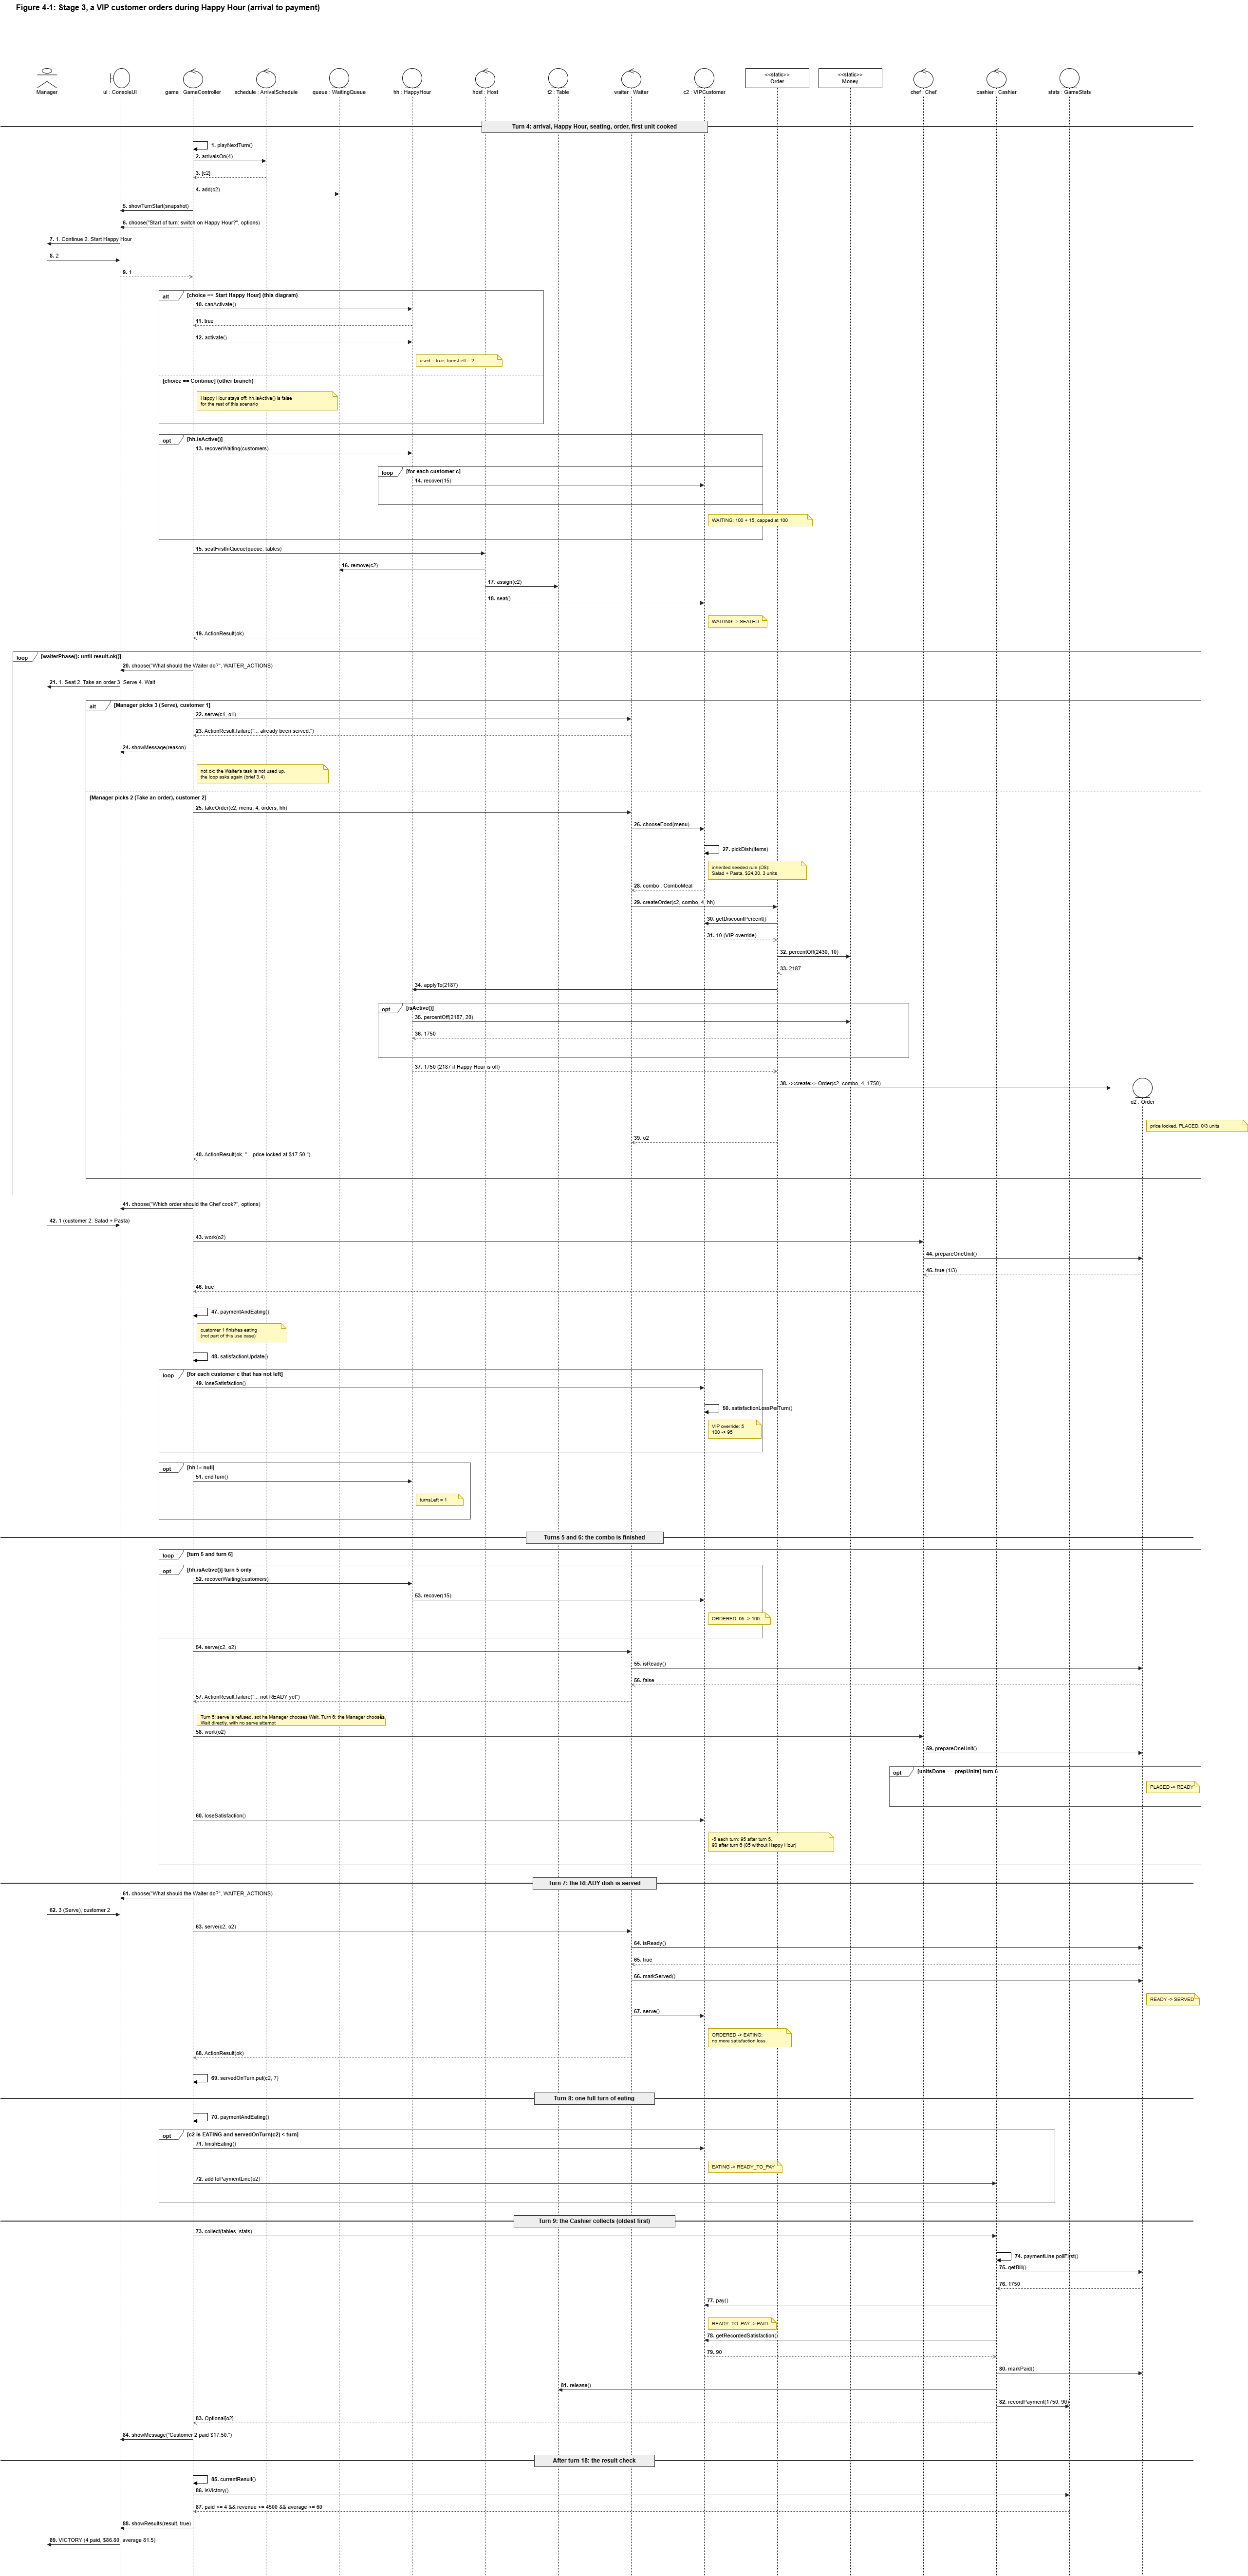 Figure 4-1: Stage 3, a VIP customer orders during Happy Hour (arrival to payment)
Manager
ui : ConsoleUI
game : GameController
schedule : ArrivalSchedule
queue : WaitingQueue
hh : HappyHour
host : Host
t2 : Table
waiter : Waiter
c2 : VIPCustomer
<<static>>
Order
<<static>>
Money
chef : Chef
cashier : Cashier
stats : GameStats
Turn 4: arrival, Happy Hour, seating, order, first unit cooked
1. playNextTurn()
2. arrivalsOn(4)
3. [c2]
4. add(c2)
5. showTurnStart(snapshot)
6. choose("Start of turn: switch on Happy Hour?", options)
7. 1. Continue 2. Start Happy Hour
8. 2
9. 1
alt
[choice == Start Happy Hour] (this diagram)
10. canActivate()
11. true
12. activate()
used = true, turnsLeft = 2
[choice == Continue] (other branch)
Happy Hour stays off: hh.isActive() is false
for the rest of this scenario
opt
[hh.isActive()]
13. recoverWaiting(customers)
loop
[for each customer c]
14. recover(15)
WAITING: 100 + 15, capped at 100
15. seatFirstInQueue(queue, tables)
16. remove(c2)
17. assign(c2)
18. seat()
WAITING -> SEATED
19. ActionResult(ok)
loop
[waiterPhase(): until result.ok()]
20. choose("What should the Waiter do?", WAITER_ACTIONS)
21. 1. Seat 2. Take an order 3. Serve 4. Wait
alt
[Manager picks 3 (Serve), customer 1]
22. serve(c1, o1)
23. ActionResult.failure("... already been served.")
24. showMessage(reason)
not ok: the Waiter's task is not used up,
the loop asks again (brief 3.4)
[Manager picks 2 (Take an order), customer 2]
25. takeOrder(c2, menu, 4, orders, hh)
26. chooseFood(menu)
27. pickDish(items)
inherited seeded rule (D5):
Salad + Pasta, $24.30, 3 units
28. combo : ComboMeal
29. createOrder(c2, combo, 4, hh)
30. getDiscountPercent()
31. 10 (VIP override)
32. percentOff(2430, 10)
33. 2187
34. applyTo(2187)
opt
[isActive()]
35. percentOff(2187, 20)
36. 1750
37. 1750 (2187 if Happy Hour is off)
38. <<create>> Order(c2, combo, 4, 1750)
o2 : Order
price locked, PLACED, 0/3 units
39. o2
40. ActionResult(ok, "... price locked at $17.50.")
41. choose("Which order should the Chef cook?", options)
42. 1 (customer 2: Salad + Pasta)
43. work(o2)
44. prepareOneUnit()
45. true (1/3)
46. true
47. paymentAndEating()
customer 1 finishes eating
(not part of this use case)
48. satisfactionUpdate()
loop
[for each customer c that has not left]
49. loseSatisfaction()
50. satisfactionLossPerTurn()
VIP override: 5
100 -> 95
opt
[hh != null]
51. endTurn()
turnsLeft = 1
Turns 5 and 6: the combo is finished
loop
[turn 5 and turn 6]
opt
[hh.isActive()] turn 5 only
52. recoverWaiting(customers)
53. recover(15)
ORDERED: 95 -> 100
54. serve(c2, o2)
55. isReady()
56. false
57. ActionResult.failure("... not READY yet")
Turn 5: serve is refused, sot he Manager chooses Wait. Turn 6: the Manager chooses
Wait directly, with no serve attempt
58. work(o2)
59. prepareOneUnit()
opt
[unitsDone == prepUnits] turn 6
PLACED -> READY
60. loseSatisfaction()
-5 each turn: 95 after turn 5,
90 after turn 6 (85 without Happy Hour)
Turn 7: the READY dish is served
61. choose("What should the Waiter do?", WAITER_ACTIONS)
62. 3 (Serve), customer 2
63. serve(c2, o2)
64. isReady()
65. true
66. markServed()
READY -> SERVED
67. serve()
ORDERED -> EATING:
no more satisfaction loss
68. ActionResult(ok)
69. servedOnTurn.put(c2, 7)
Turn 8: one full turn of eating
70. paymentAndEating()
opt
[c2 is EATING and servedOnTurn(c2) < turn]
71. finishEating()
EATING -> READY_TO_PAY
72. addToPaymentLine(o2)
Turn 9: the Cashier collects (oldest first)
73. collect(tables, stats)
74. paymentLine.pollFirst()
75. getBill()
76. 1750
77. pay()
READY_TO_PAY -> PAID
78. getRecordedSatisfaction()
79. 90
80. markPaid()
81. release()
82. recordPayment(1750, 90)
83. Optional[o2]
84. showMessage("Customer 2 paid $17.50.")
After turn 18: the result check
85. currentResult()
86. isVictory()
87. paid >= 4 && revenue >= 4500 && average >= 60
88. showResults(result, true)
89. VICTORY (4 paid, $86.80, average 81.5)